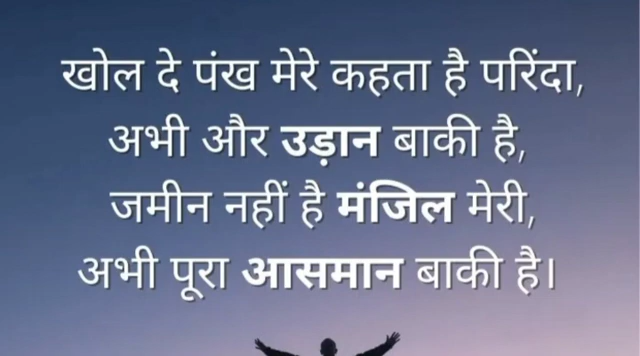 खोल दे पंख मेरे कहता है परिंदा,
अभी और उड़ान बाकी है,
जमीन नहीं है मंजिल मेरी,
अभी पूरा आसमान बाकी है।